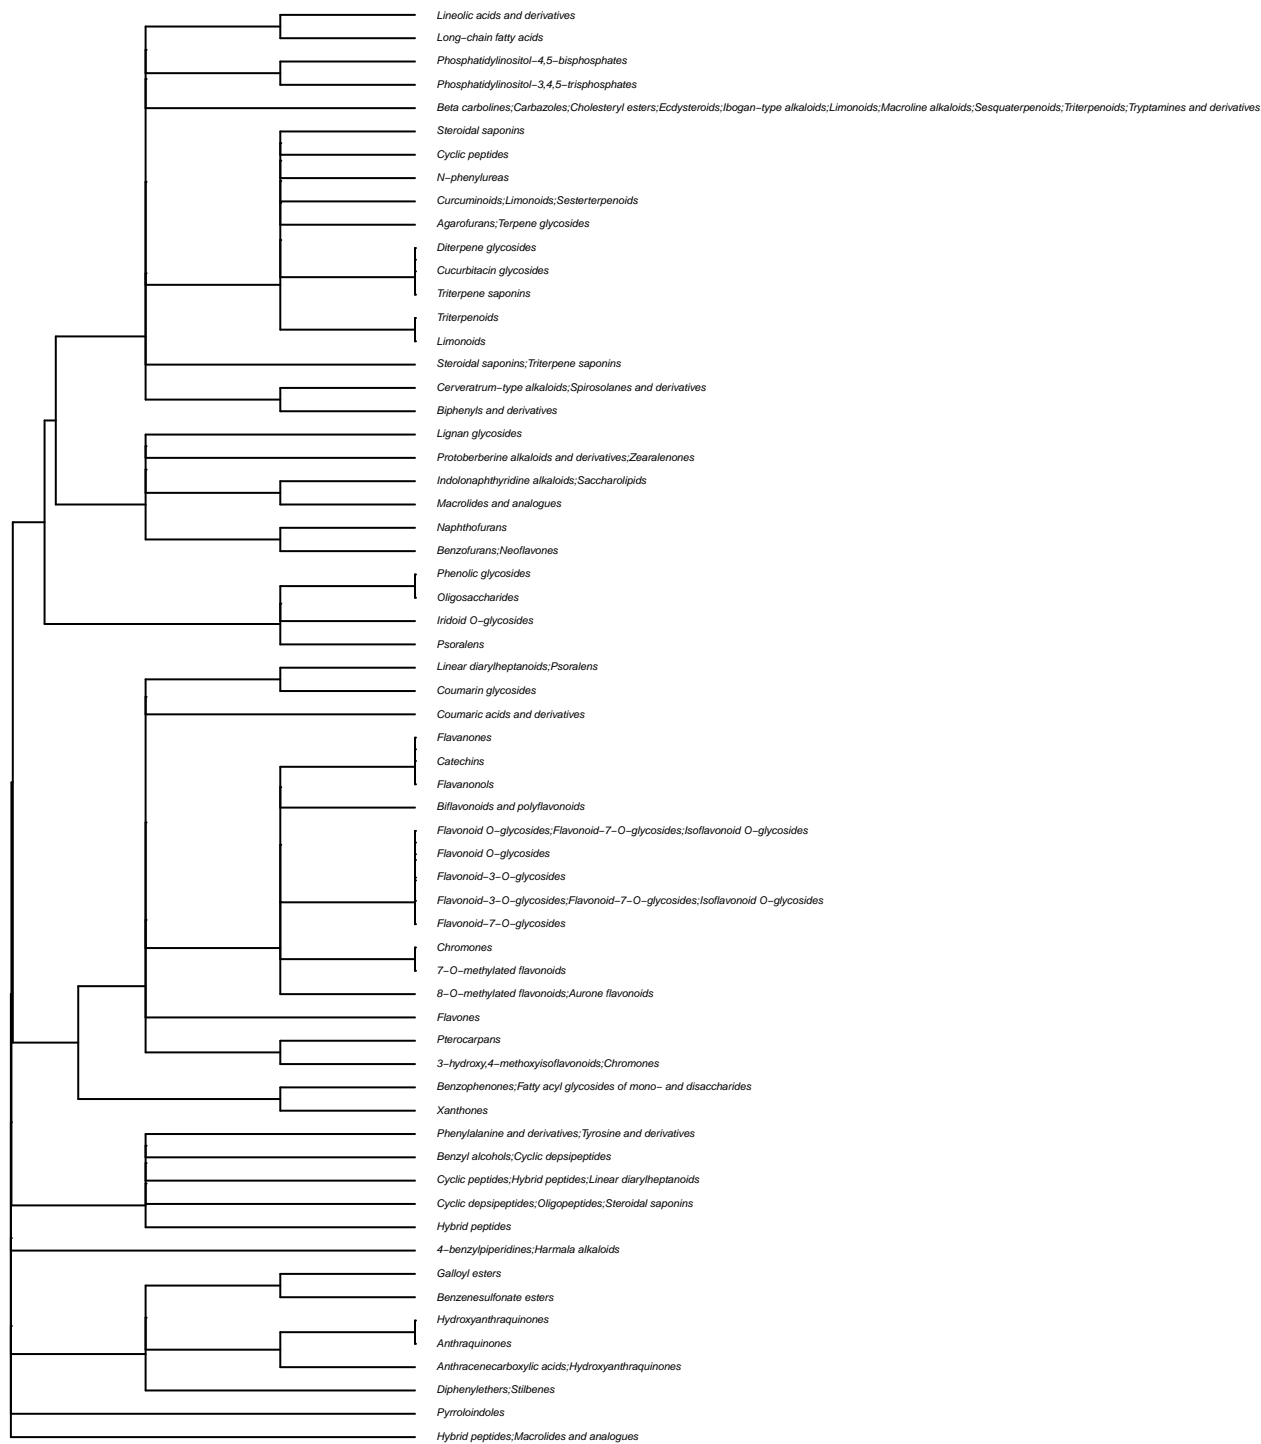 Lineolic acids and derivatives
Long−chain fatty acids
Phosphatidylinositol−4,5−bisphosphates
Phosphatidylinositol−3,4,5−trisphosphates
Beta carbolines;Carbazoles;Cholesteryl esters;Ecdysteroids;Ibogan−type alkaloids;Limonoids;Macroline alkaloids;Sesquaterpenoids;Triterpenoids;Tryptamines and derivatives
Steroidal saponins
Cyclic peptides
N−phenylureas
Curcuminoids;Limonoids;Sesterterpenoids
Agarofurans;Terpene glycosides
Diterpene glycosides
Cucurbitacin glycosides
Triterpene saponins
Triterpenoids
Limonoids
Steroidal saponins;Triterpene saponins
Cerveratrum−type alkaloids;Spirosolanes and derivatives
Biphenyls and derivatives
Lignan glycosides
Protoberberine alkaloids and derivatives;Zearalenones
Indolonaphthyridine alkaloids;Saccharolipids
Macrolides and analogues
Naphthofurans
Benzofurans;Neoflavones
Phenolic glycosides
Oligosaccharides
Iridoid O−glycosides
Psoralens
Linear diarylheptanoids;Psoralens
Coumarin glycosides
Coumaric acids and derivatives
Flavanones
Catechins
Flavanonols
Biflavonoids and polyflavonoids
Flavonoid O−glycosides;Flavonoid−7−O−glycosides;Isoflavonoid O−glycosides
Flavonoid O−glycosides
Flavonoid−3−O−glycosides
Flavonoid−3−O−glycosides;Flavonoid−7−O−glycosides;Isoflavonoid O−glycosides
Flavonoid−7−O−glycosides
Chromones
7−O−methylated flavonoids
8−O−methylated flavonoids;Aurone flavonoids
Flavones
Pterocarpans
3−hydroxy,4−methoxyisoflavonoids;Chromones
Benzophenones;Fatty acyl glycosides of mono− and disaccharides
Xanthones
Phenylalanine and derivatives;Tyrosine and derivatives
Benzyl alcohols;Cyclic depsipeptides
Cyclic peptides;Hybrid peptides;Linear diarylheptanoids
Cyclic depsipeptides;Oligopeptides;Steroidal saponins
Hybrid peptides
4−benzylpiperidines;Harmala alkaloids
Galloyl esters
Benzenesulfonate esters
Hydroxyanthraquinones
Anthraquinones
Anthracenecarboxylic acids;Hydroxyanthraquinones
Diphenylethers;Stilbenes
Pyrroloindoles
Hybrid peptides;Macrolides and analogues